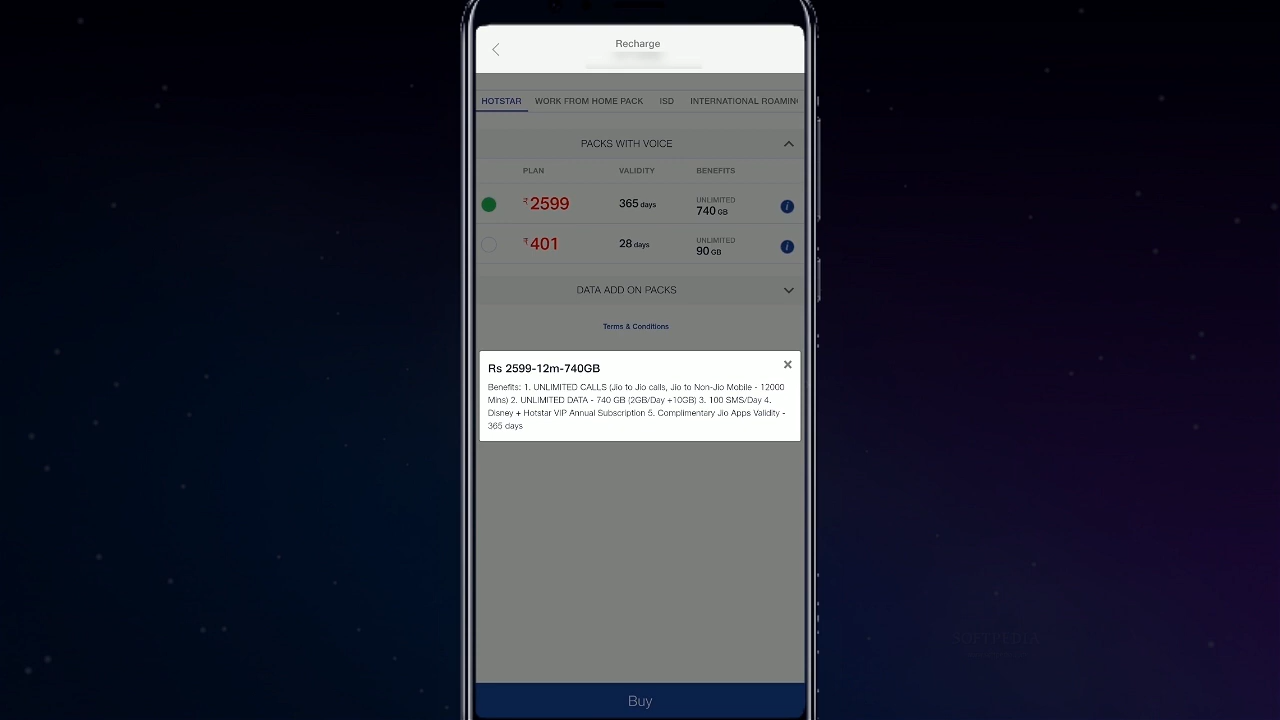 Recharge
HOTSTAR WORK FROM HOME PACK ISD INTERNATIONAL ROAMING
PACKS WITH VOICE
PLAN VALIDITY BENEFITS
₹2599 365 days UNLIMITED 740 GB i
₹401 28 days UNLIMITED 90 GB i
DATA ADD ON PACKS
Terms & Conditions
Rs 2599-12m-740GB
Benefits: 1. UNLIMITED CALLS (Jio to Jio calls, Jio to Non-Jio Mobile - 12000
Mins) 2. UNLIMITED DATA - 740 GB (2GB/Day +10GB) 3. 100 SMS/Day 4.
Disney + Hotstar VIP Annual Subscription 5. Complimentary Jio Apps Validity -
365 days
SOFTPEDIA
Buy